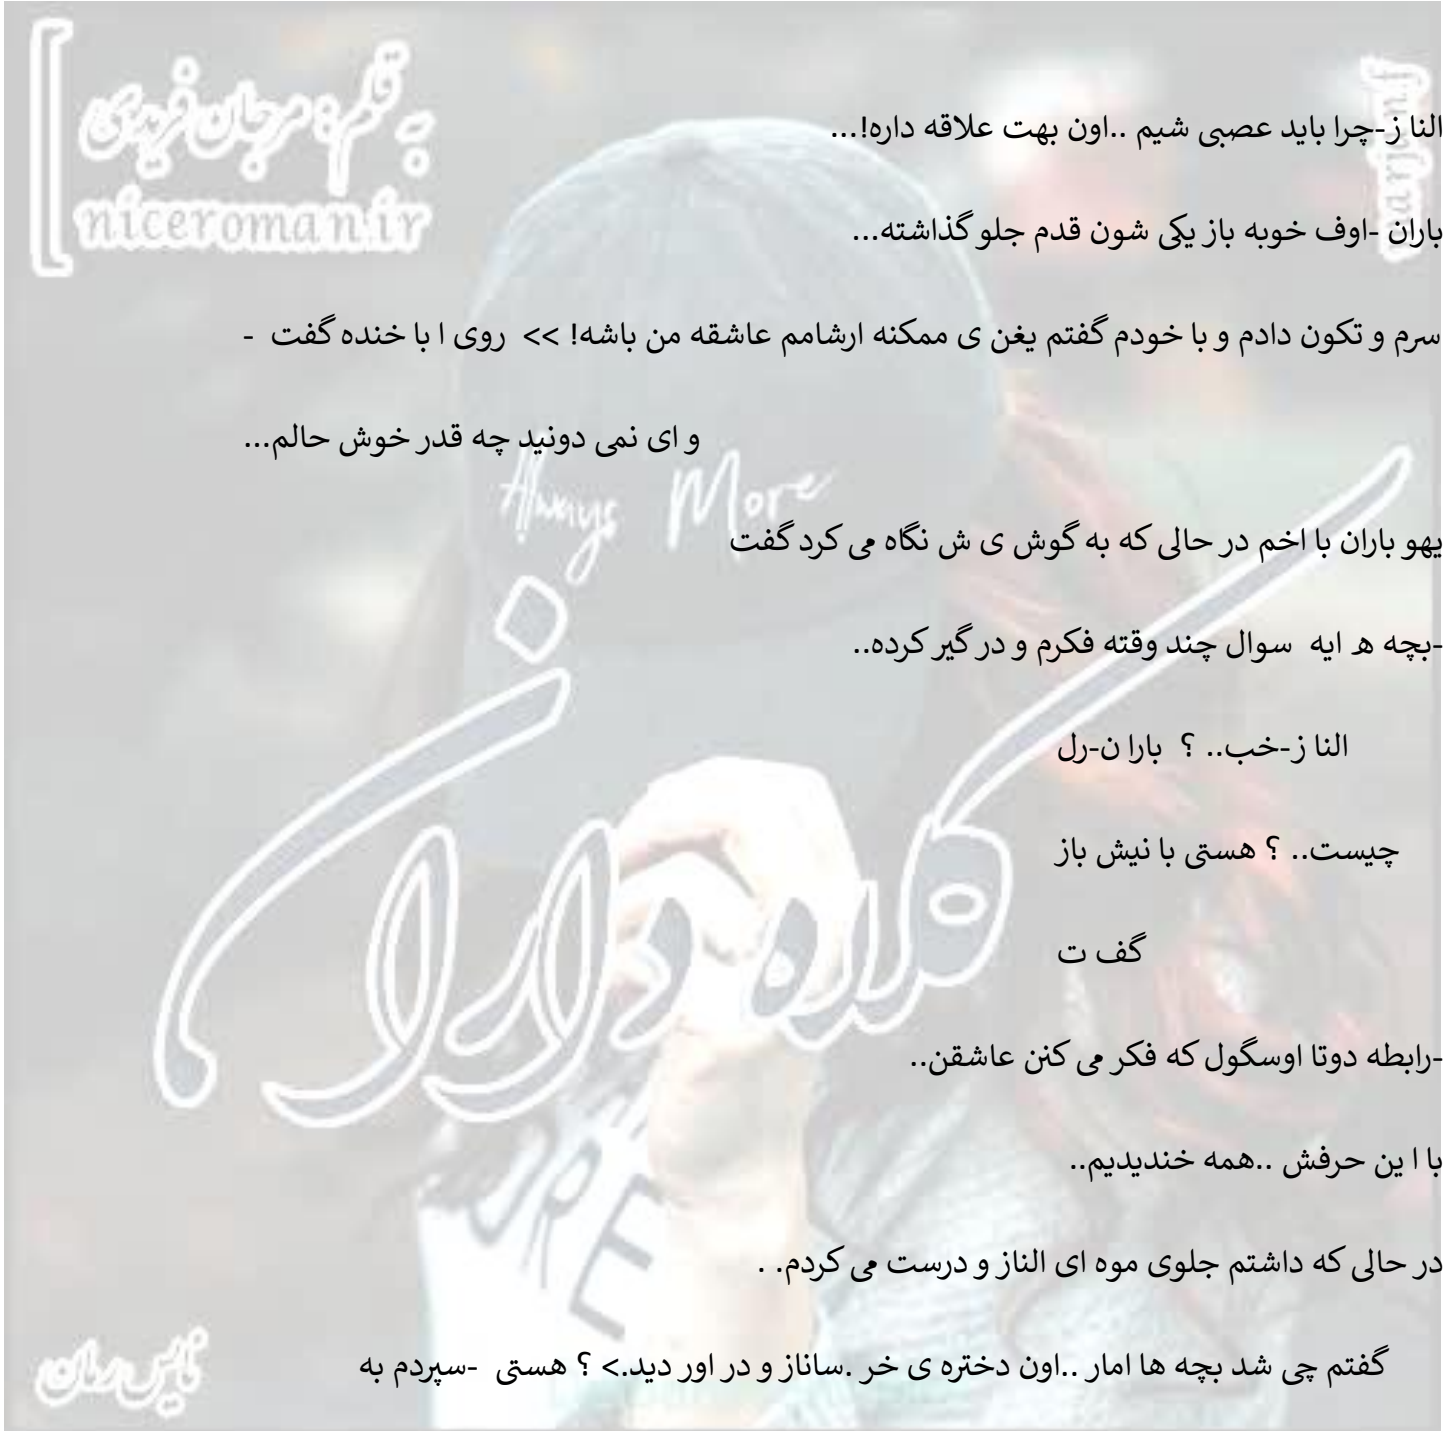 به قلم: مرجان فریدی
niceroman.ir
marjanf
النا ز-چرا باید عصبی شیم ..اون بهت علاقه داره!...
باران -اوف خوبه باز یکی شون قدم جلو گذاشته...
سرم و تکون دادم و با خودم گفتم یغن ی ممکنه ارشامم عاشقه من باشه! >> روی ا با خنده گفت -
و ای نمی دونید چه قدر خوش حالم...
Always More
یهو باران با اخم در حالی که به گوش ی ش نگاه می کرد گفت
-بچه ه ایه سوال چند وقته فکرم و در گیر کرده..
النا ز-خب.. ؟ بارا ن-رل
چیست.. ؟ هستی با نیش باز
گف ت
-رابطه دوتا اوسگول که فکر می کنن عاشقن..
با ا ین حرفش ..همه خندیدیم..
در حالی که داشتم جلوی موه ای الناز و درست می کردم. .
گفتم چی شد بچه ها امار ..اون دختره ی خر .ساناز و در اور دید.> ؟ هستی -سپردم به
کلاه داران
URE
نایس رمان